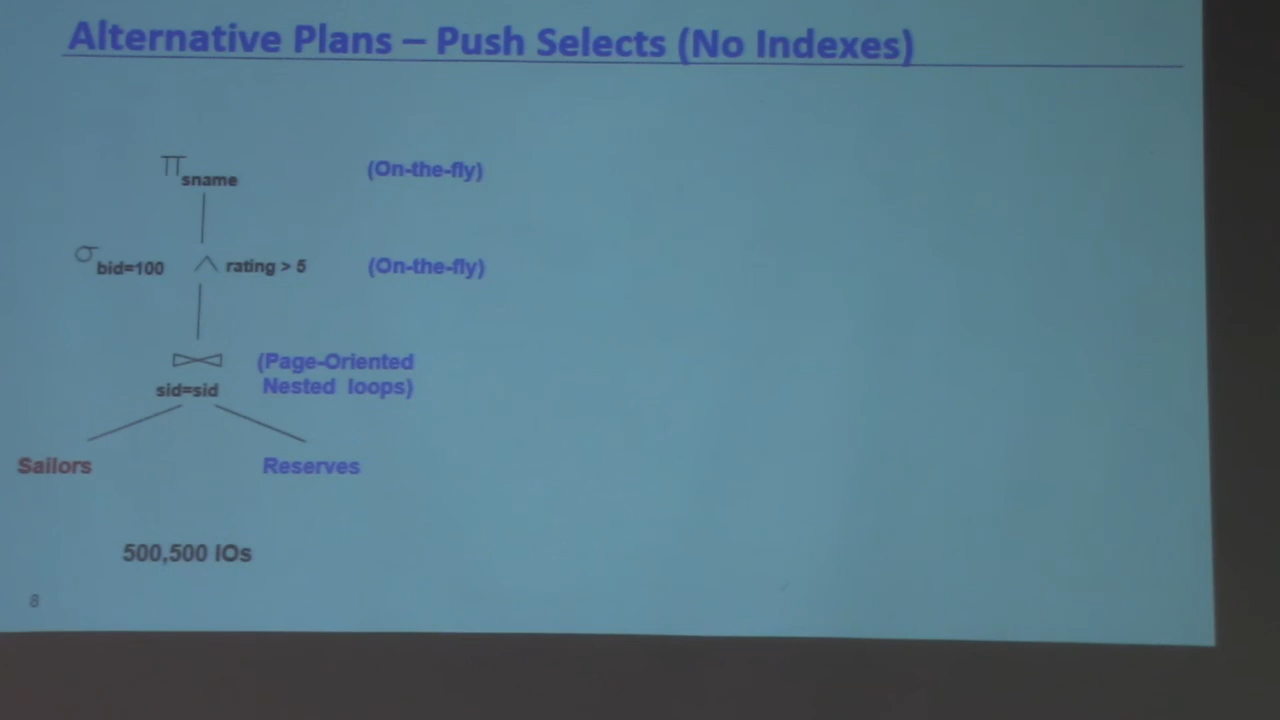 Alternative Plans – Push Selects (No Indexes)
π sname (On-the-fly)
σ bid=100 ∧ rating > 5 (On-the-fly)
⋈ (Page-Oriented
sid=sid Nested loops)
Sailors Reserves
500,500 IOs
8